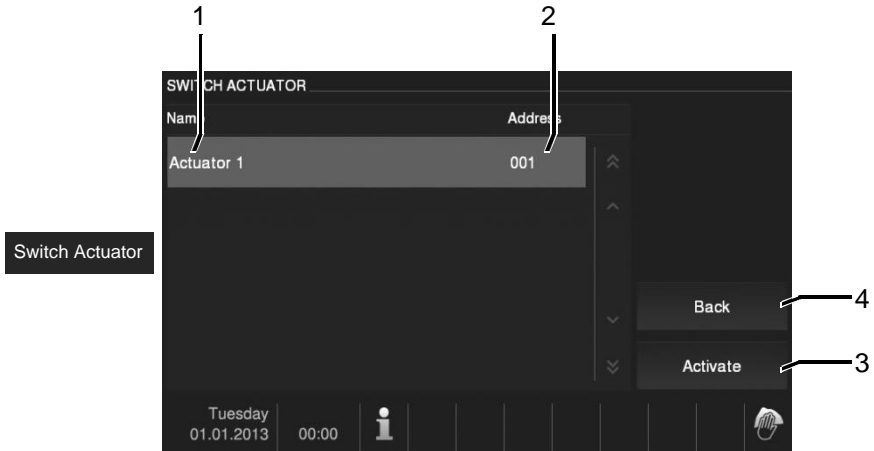 1 2
SWITCH ACTUATOR
Name Address
Actuator 1 001
Switch Actuator
Back 4
Activate 3
Tuesday
01.01.2013 00:00